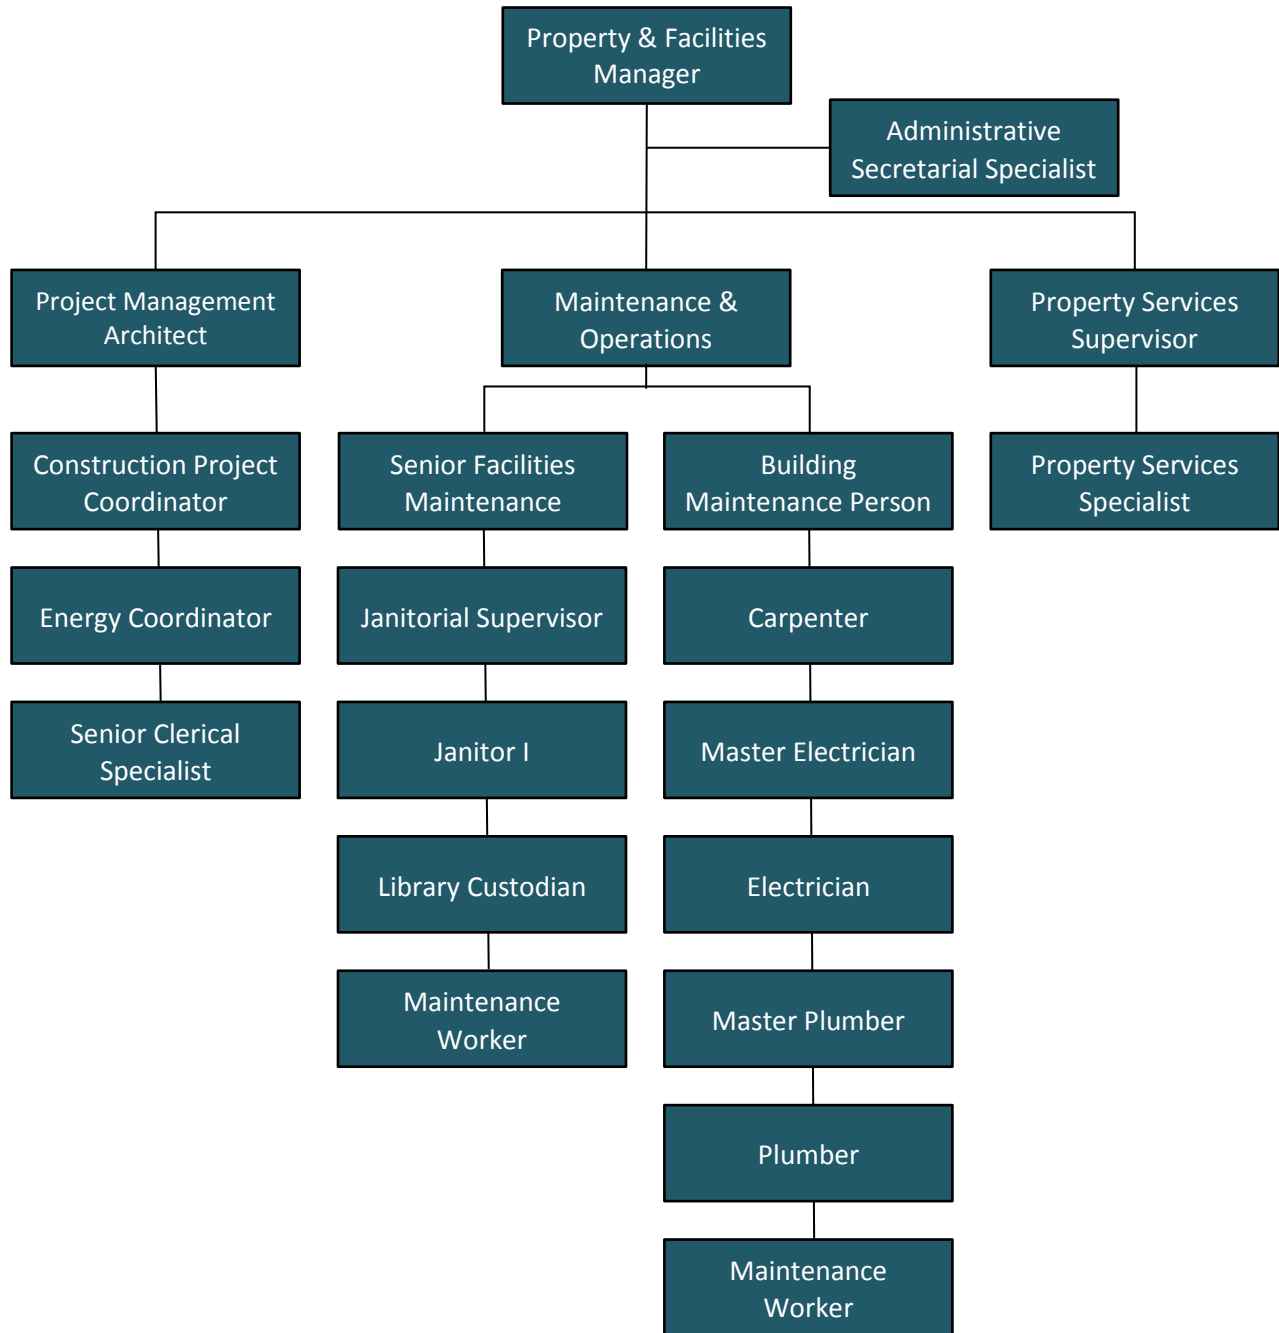 Property & Facilities
Manager
Administrative
Secretarial Specialist
Project Management
Architect
Maintenance &
Operations
Property Services
Supervisor
Construction Project
Coordinator
Senior Facilities
Maintenance
Building
Maintenance Person
Property Services
Specialist
Energy Coordinator
Janitorial Supervisor
Carpenter
Senior Clerical
Specialist
Janitor I
Master Electrician
Library Custodian
Electrician
Maintenance
Worker
Master Plumber
Plumber
Maintenance
Worker